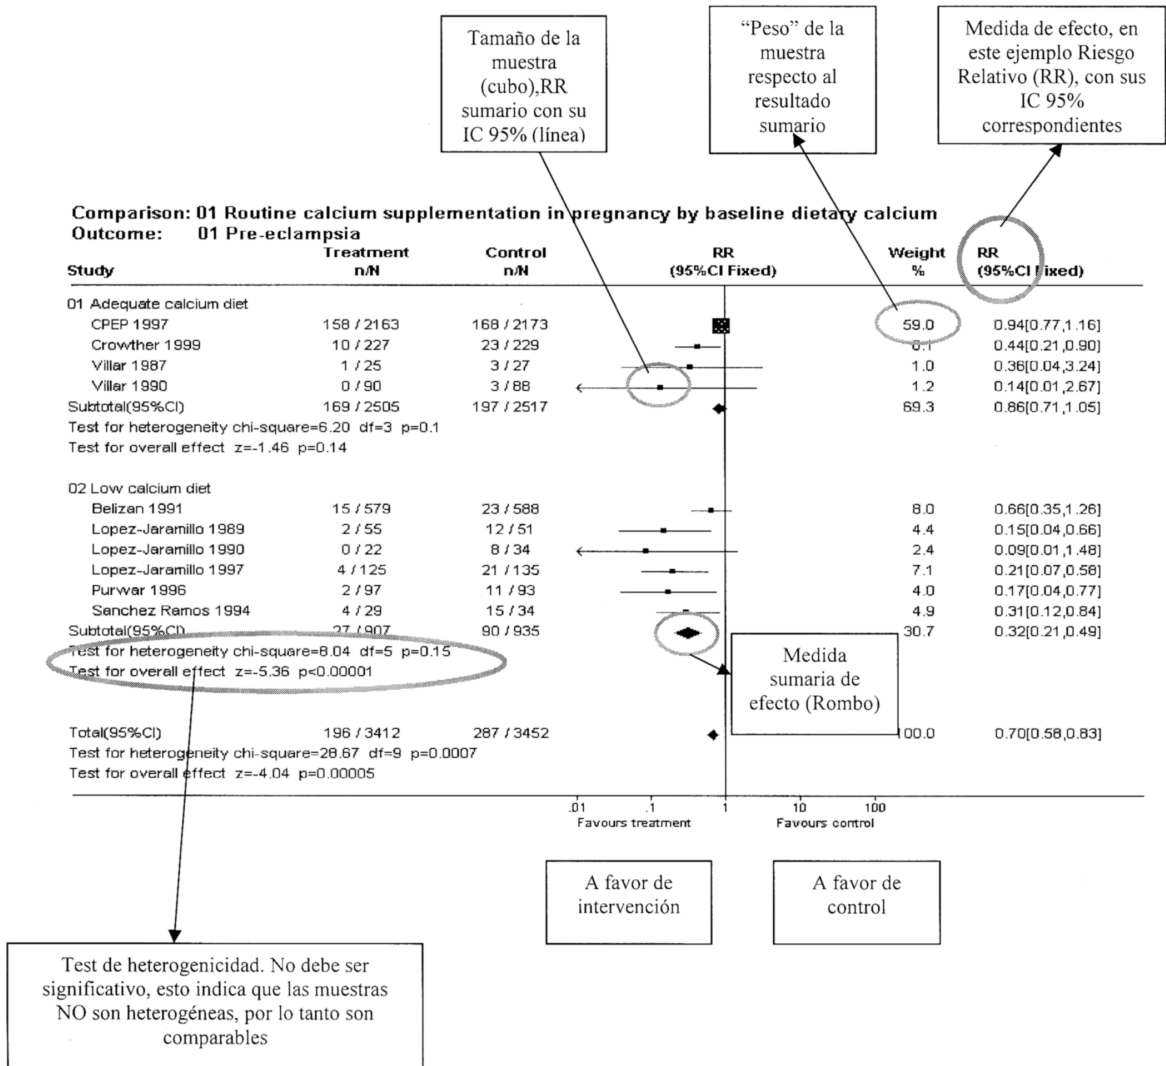 Tamaño de la
muestra
(cubo),RR
sumario con su
IC 95% (línea)
“Peso” de la
muestra
respecto al
resultado
sumario
Medida de efecto, en
este ejemplo Riesgo
Relativo (RR), con sus
IC 95%
correspondientes
Comparison: 01 Routine calcium supplementation in pregnancy by baseline dietary calcium
Outcome: 01 Pre-eclampsia
Treatment Control RR Weight RR
Study n/N n/N (95%CI Fixed) % (95%CI Fixed)
01 Adequate calcium diet
CPEP 1997 158 / 2163 168 / 2173 59.0 0.94[0.77,1.16]
Crowther 1999 10 / 227 23 / 229 8.1 0.44[0.21,0.90]
Villar 1987 1 / 25 3 / 27 1.0 0.36[0.04,3.24]
Villar 1990 0 / 90 3 / 88 1.2 0.14[0.01,2.67]
Subtotal(95%CI) 169 / 2505 197 / 2517 69.3 0.86[0.71,1.05]
Test for heterogeneity chi-square=6.20 df=3 p=0.1
Test for overall effect z=-1.46 p=0.14
02 Low calcium diet
Belizan 1991 15 / 579 23 / 588 8.0 0.66[0.35,1.26]
Lopez-Jaramillo 1989 2 / 55 12 / 51 4.4 0.15[0.04,0.66]
Lopez-Jaramillo 1990 0 / 22 8 / 34 2.4 0.09[0.01,1.48]
Lopez-Jaramillo 1997 4 / 125 21 / 135 7.1 0.21[0.07,0.58]
Purwar 1996 2 / 97 11 / 93 4.0 0.17[0.04,0.77]
Sanchez Ramos 1994 4 / 29 15 / 34 4.9 0.31[0.12,0.84]
Subtotal(95%CI) 27 / 907 90 / 935 30.7 0.32[0.21,0.49]
Test for heterogeneity chi-square=8.04 df=5 p=0.15
Test for overall effect z=-5.36 p<0.00001
Medida
sumaria de
efecto (Rombo)
Total(95%CI) 196 / 3412 287 / 3452 100.0 0.70[0.58,0.83]
Test for heterogeneity chi-square=28.67 df=9 p=0.0007
Test for overall effect z=-4.04 p=0.00005
.01 .1 1 10 100
Favours treatment Favours control
A favor de
intervención
A favor de
control
Test de heterogenicidad. No debe ser
significativo, esto indica que las muestras
NO son heterogéneas, por lo tanto son
comparables